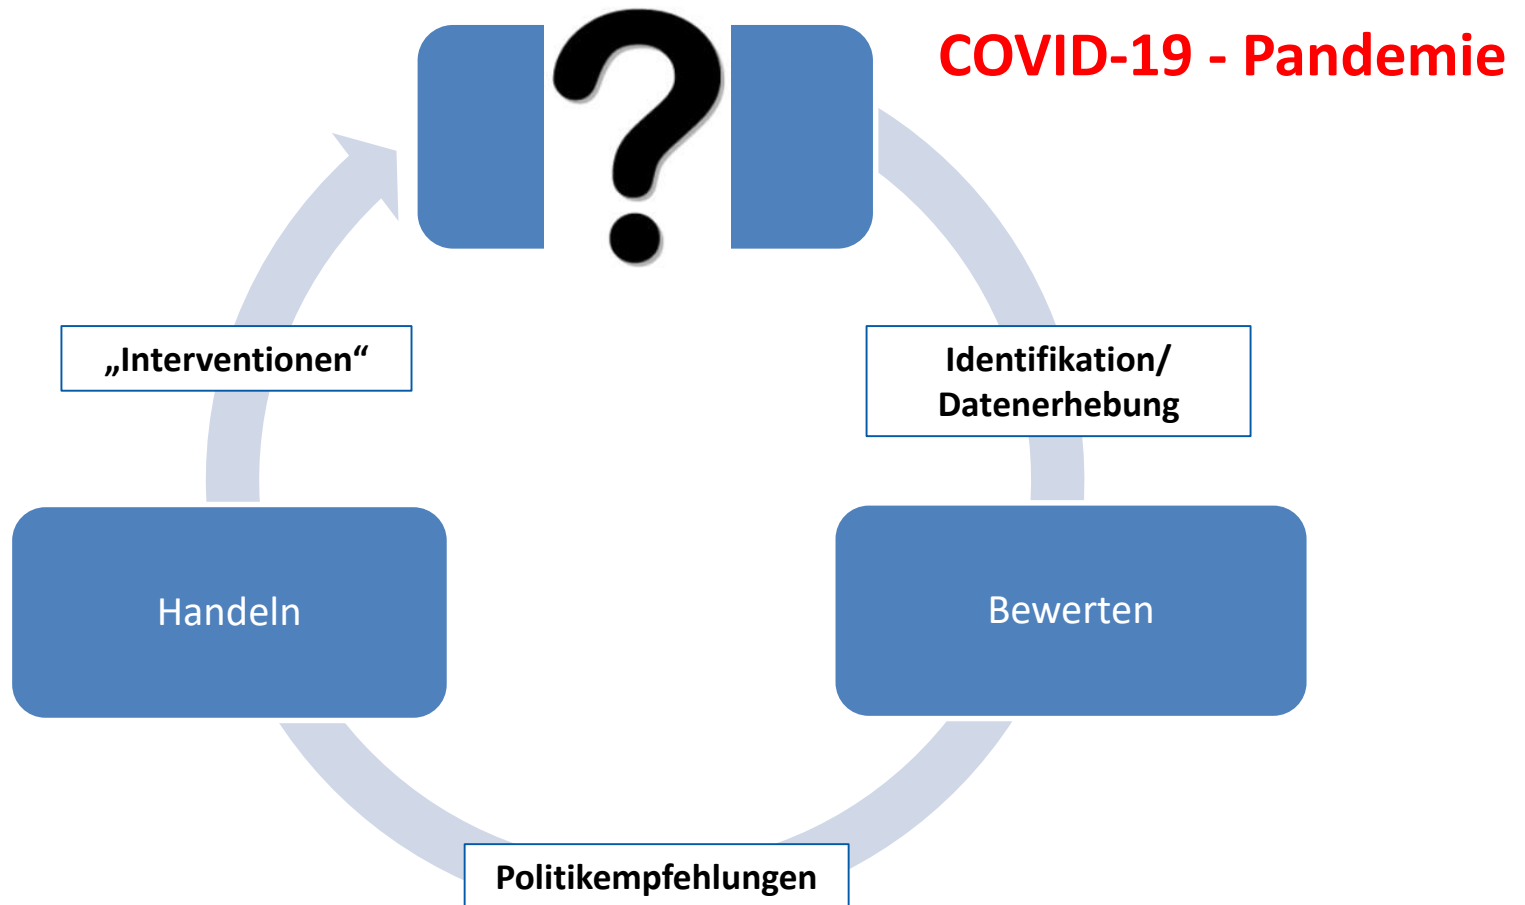 COVID-19 - Pandemie
?
„Interventionen“
Identifikation/
Datenerhebung
Handeln
Bewerten
Politikempfehlungen